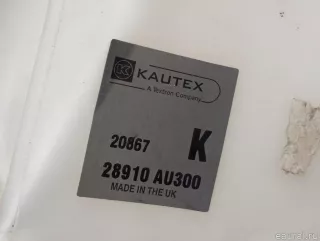 KAUTEX
A Textron Company
20867 K
28910 AU300
MADE IN THE UK